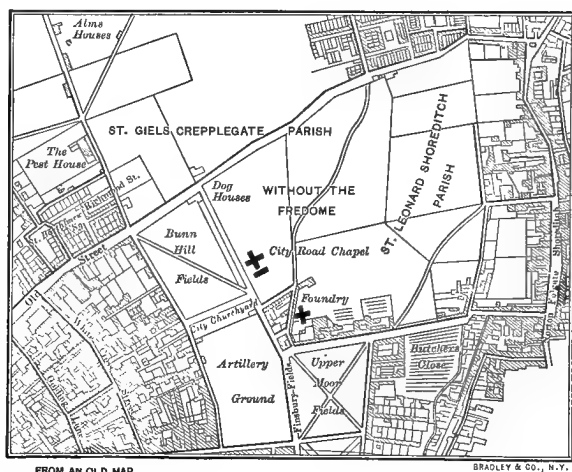 Alms
Houses
ST. GIELS CREPPLEGATE PARISH
The
Pest House
Richmond St.
Dog
Houses
WITHOUT THE
FREDOME
ST. LEONARD SHOREDITCH
PARISH
Bunn
Hill
Fields
City Road Chapel
Old Street
City Churchyard
Foundry
Artillery
Ground
Finsbury Fields
Upper
Moor
Fields
Butchers
Close
FROM AN OLD MAP
BRADLEY & CO., N.Y.